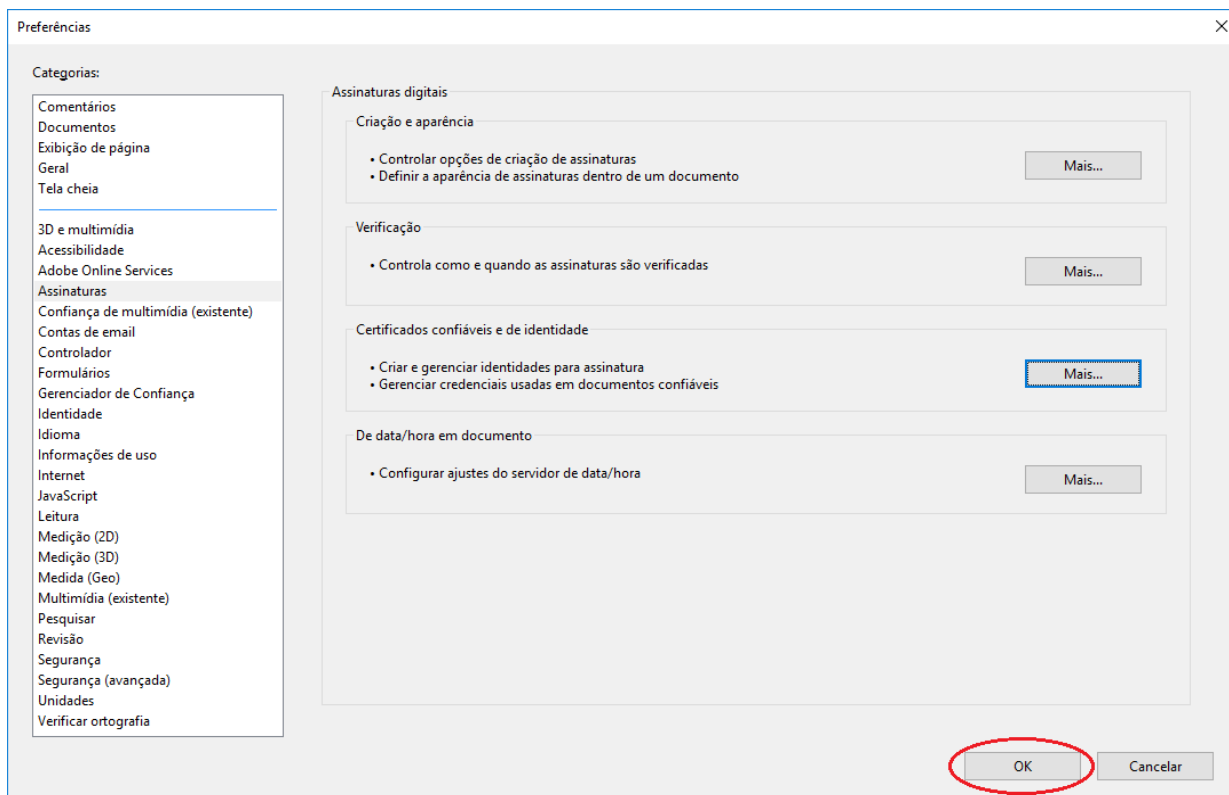 Preferências
Categorias:
Comentários
Documentos
Exibição de página
Geral
Tela cheia
3D e multimídia
Acessibilidade
Adobe Online Services
Assinaturas
Confiança de multimídia (existente)
Contas de email
Controlador
Formulários
Gerenciador de Confiança
Identidade
Idioma
Informações de uso
Internet
JavaScript
Leitura
Medição (2D)
Medição (3D)
Medida (Geo)
Multimídia (existente)
Pesquisar
Revisão
Segurança
Segurança (avançada)
Unidades
Verificar ortografia
Assinaturas digitais
Criação e aparência
• Controlar opções de criação de assinaturas
• Definir a aparência de assinaturas dentro de um documento
Mais...
Verificação
• Controla como e quando as assinaturas são verificadas
Mais...
Certificados confiáveis e de identidade
• Criar e gerenciar identidades para assinatura
• Gerenciar credenciais usadas em documentos confiáveis
Mais...
De data/hora em documento
• Configurar ajustes do servidor de data/hora
Mais...
OK
Cancelar